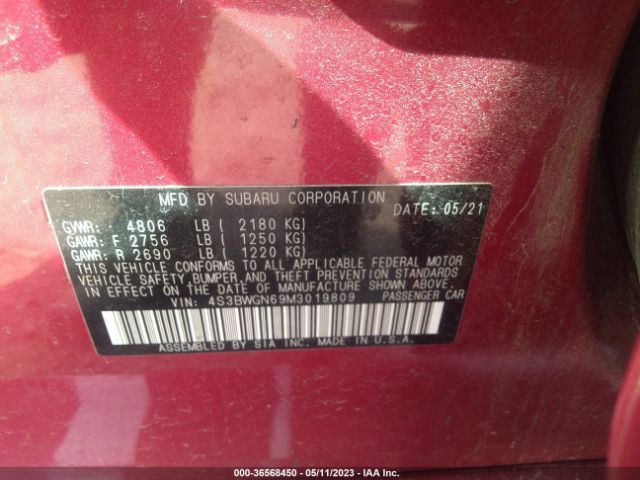 MFD BY SUBARU CORPORATION
DATE: 05/21
GVWR: 4806 LB ( 2180 KG)
GAWR: F 2756 LB ( 1250 KG)
GAWR: R 2690 LB ( 1220 KG)
THIS VEHICLE CONFORMS TO ALL APPLICABLE FEDERAL MOTOR
VEHICLE SAFETY, BUMPER, AND THEFT PREVENTION STANDARDS
IN EFFECT ON THE DATE OF MANUFACTURE SHOWN ABOVE.
VIN: 4S3BWGN69M3019809 PASSENGER CAR
ASSEMBLED BY SIA INC. MADE IN U.S.A.
000-36568450 - 05/11/2023 - IAA Inc.